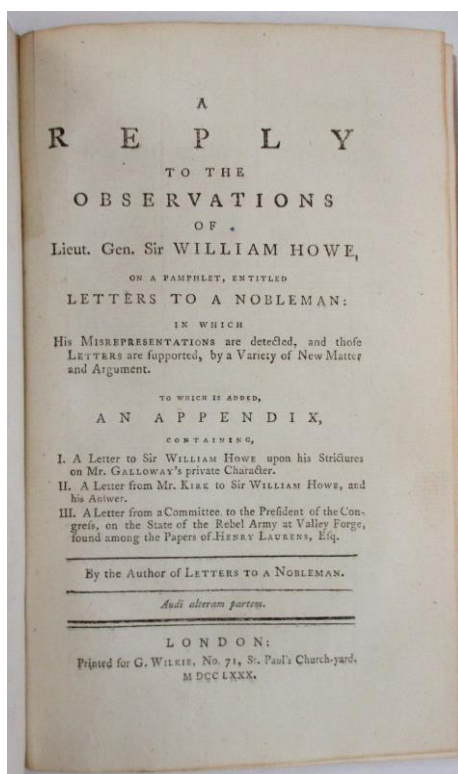 A
REPLY
TO THE
OBSERVATIONS
OF
Lieut. Gen. Sir WILLIAM HOWE,
ON A PAMPHLET, ENTITLED
LETTERS TO A NOBLEMAN:
IN WHICH
His MISREPRESENTATIONS are detected, and those
LETTERS are supported, by a Variety of New Matter
and Argument.
TO WHICH IS ADDED,
AN APPENDIX,
CONTAINING,
I. A Letter to Sir WILLIAM HOWE upon his Strictures
on Mr. GALLOWAY's private Character.
II. A Letter from Mr. KIRK to Sir WILLIAM HOWE, and
his Answer.
III. A Letter from a Committee, to the President of the Con-
gress, on the State of the Rebel Army at Valley Forge,
found among the Papers of HENRY LAURENS, Esq.
By the Author of LETTERS TO A NOBLEMAN.
Audi alteram partem.
LONDON:
Printed for G. WILKIE, No. 71, St. Paul's Church-yard.
M DCC LXXX.